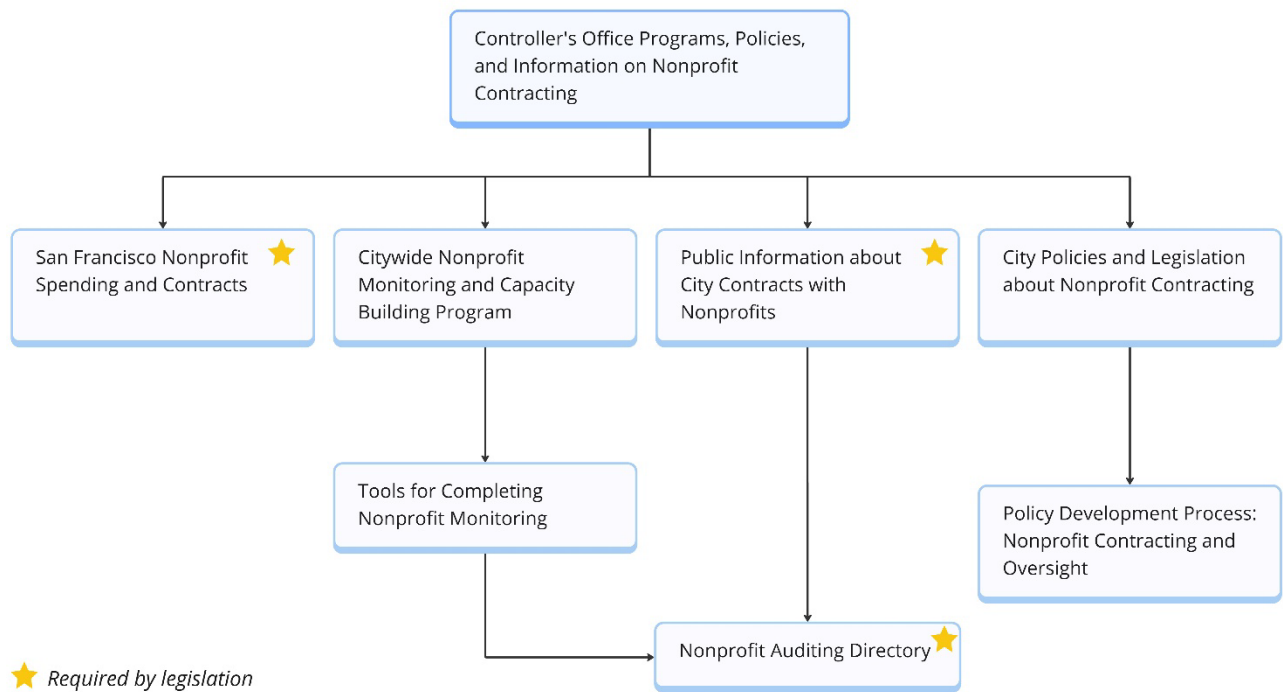 Controller's Office Programs, Policies,
and Information on Nonprofit
Contracting
San Francisco Nonprofit
Spending and Contracts
Citywide Nonprofit
Monitoring and Capacity
Building Program
Public Information about
City Contracts with
Nonprofits
City Policies and Legislation
about Nonprofit Contracting
Tools for Completing
Nonprofit Monitoring
Policy Development Process:
Nonprofit Contracting and
Oversight
Nonprofit Auditing Directory
Required by legislation